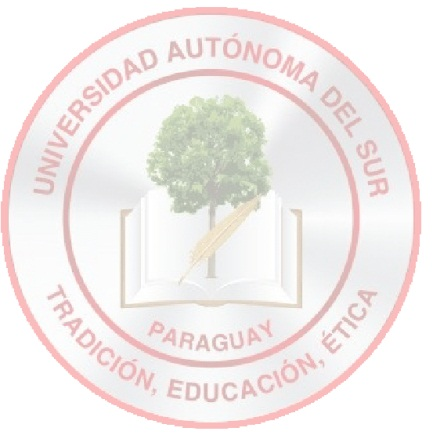 UNIVERSIDAD AUTÓNOMA DEL SUR
PARAGUAY
TRADICIÓN, EDUCACIÓN, ÉTICA